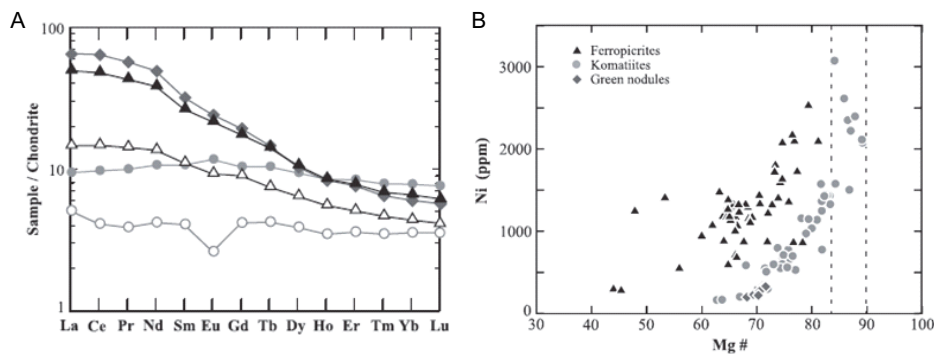 A
B
100
10
1
Sample / Chondrite
La Ce Pr Nd Sm Eu Gd Tb Dy Ho Er Tm Yb Lu
Ferropicrites
Komatiites
Green nodules
3000
2000
1000
0
Ni (ppm)
30 40 50 60 70 80 90 100
Mg #